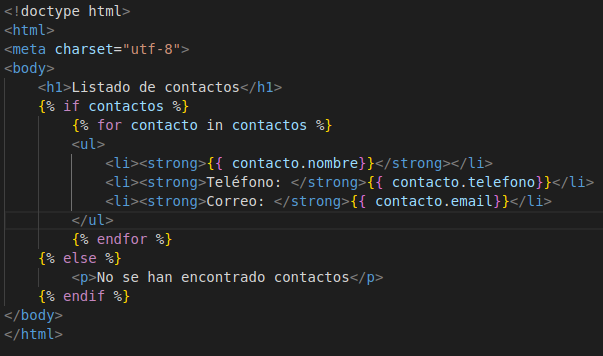 <!doctype html>
<html>
<meta charset="utf-8">
<body>
    <h1>Listado de contactos</h1>
    {% if contactos %}
        {% for contacto in contactos %}
        <ul>
            <li><strong>{{ contacto.nombre}}</strong></li>
            <li><strong>Teléfono: </strong>{{ contacto.telefono}}</li>
            <li><strong>Correo: </strong>{{ contacto.email}}</li>
        </ul>
        {% endfor %}
    {% else %}
        <p>No se han encontrado contactos</p>
    {% endif %}
</body>
</html>